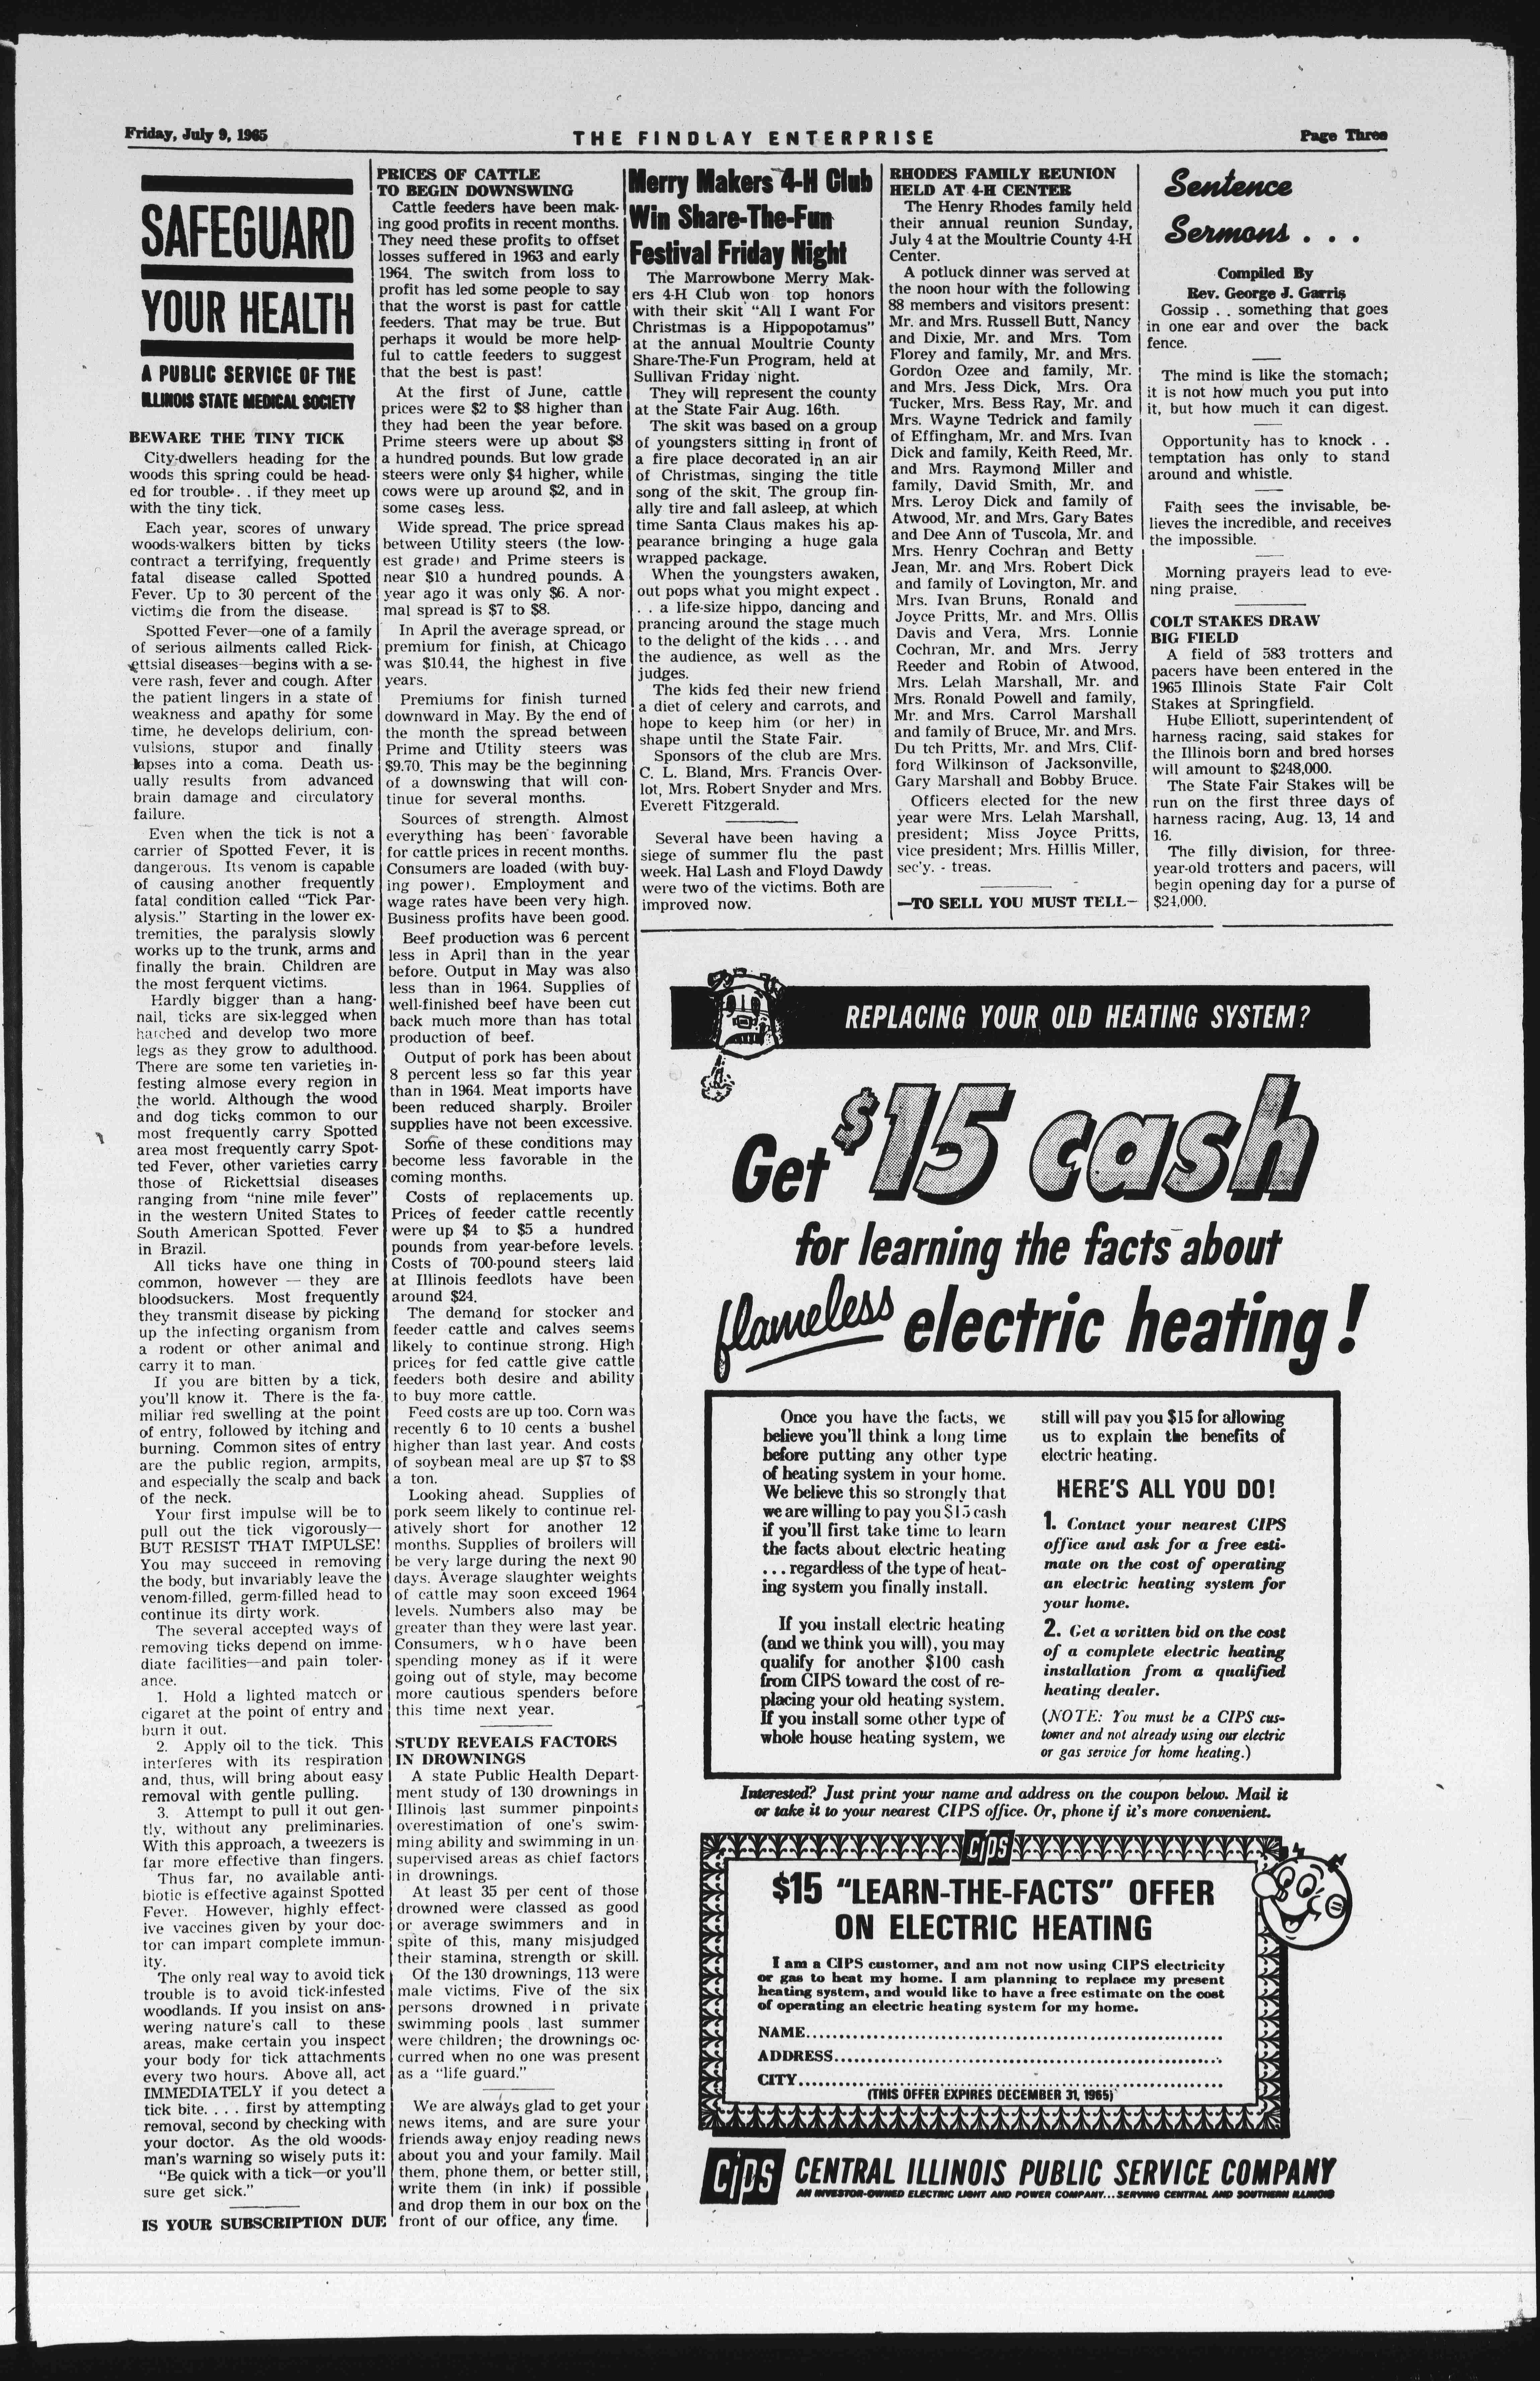 Friday, July 9, 1965
THE FINDLAY ENTERPRISE
Page Three
SAFEGUARD
YOUR HEALTH
A PUBLIC SERVICE OF THE
ILLINOIS STATE MEDICAL SOCIETY
BEWARE THE TINY TICK
City-dwellers heading for the
woods this spring could be head-
ed for trouble. . if they meet up
with the tiny tick.
Each year, scores of unwary
woods-walkers bitten by ticks
contract a terrifying, frequently
fatal disease called Spotted
Fever. Up to 30 percent of the
victims die from the disease.
Spotted Fever—one of a family
of serious ailments called Rick-
ettsial diseases—begins with a se-
vere rash, fever and cough. After
the patient lingers in a state of
weakness and apathy for some
time, he develops delirium, con-
vulsions, stupor and finally
lapses into a coma. Death us-
ually results from advanced
brain damage and circulatory
failure.
Even when the tick is not a
carrier of Spotted Fever, it is
dangerous. Its venom is capable
of causing another frequently
fatal condition called "Tick Par-
alysis." Starting in the lower ex-
tremities, the paralysis slowly
works up to the trunk, arms and
finally the brain. Children are
the most ferquent victims.
Hardly bigger than a hang-
nail, ticks are six-legged when
hatched and develop two more
legs as they grow to adulthood.
There are some ten varieties in-
festing almose every region in
the world. Although the wood
and dog ticks common to our
most frequently carry Spotted
area most frequently carry Spot-
ted Fever, other varieties carry
those of Rickettsial diseases
ranging from "nine mile fever"
in the western United States to
South American Spotted Fever
in Brazil.
All ticks have one thing in
common, however — they are
bloodsuckers. Most frequently
they transmit disease by picking
up the infecting organism from
a rodent or other animal and
carry it to man.
If you are bitten by a tick,
you'll know it. There is the fa-
miliar red swelling at the point
of entry, followed by itching and
burning. Common sites of entry
are the public region, armpits,
and especially the scalp and back
of the neck.
Your first impulse will be to
pull out the tick vigorously—
BUT RESIST THAT IMPULSE!
You may succeed in removing
the body, but invariably leave the
venom-filled, germ-filled head to
continue its dirty work.
The several accepted ways of
removing ticks depend on imme-
diate facilities—and pain toler-
ance.
1. Hold a lighted matcch or
cigaret at the point of entry and
burn it out.
2. Apply oil to the tick. This
interferes with its respiration
and, thus, will bring about easy
removal with gentle pulling.
3. Attempt to pull it out gen-
tly, without any preliminaries.
With this approach, a tweezers is
far more effective than fingers.
Thus far, no available anti-
biotic is effective against Spotted
Fever. However, highly effect-
ive vaccines given by your doc-
tor can impart complete immun-
ity.
The only real way to avoid tick
trouble is to avoid tick-infested
woodlands. If you insist on ans-
wering nature's call to these
areas, make certain you inspect
your body for tick attachments
every two hours. Above all, act
IMMEDIATELY if you detect a
tick bite. . . . first by attempting
removal, second by checking with
your doctor. As the old woods-
man's warning so wisely puts it:
"Be quick with a tick—or you'll
sure get sick."
IS YOUR SUBSCRIPTION DUE
PRICES OF CATTLE
TO BEGIN DOWNSWING
Cattle feeders have been mak-
ing good profits in recent months.
They need these profits to offset
losses suffered in 1963 and early
1964. The switch from loss to
profit has led some people to say
that the worst is past for cattle
feeders. That may be true. But
perhaps it would be more help-
ful to cattle feeders to suggest
that the best is past!
At the first of June, cattle
prices were $2 to $8 higher than
they had been the year before.
Prime steers were up about $8
a hundred pounds. But low grade
steers were only $4 higher, while
cows were up around $2, and in
some cases less.
Wide spread. The price spread
between Utility steers (the low-
est grade) and Prime steers is
near $10 a hundred pounds. A
year ago it was only $6. A nor-
mal spread is $7 to $8.
In April the average spread, or
premium for finish, at Chicago
was $10.44, the highest in five
years.
Premiums for finish turned
downward in May. By the end of
the month the spread between
Prime and Utility steers was
$9.70. This may be the beginning
of a downswing that will con-
tinue for several months.
Sources of strength. Almost
everything has been favorable
for cattle prices in recent months.
Consumers are loaded (with buy-
ing power). Employment and
wage rates have been very high.
Business profits have been good.
Beef production was 6 percent
less in April than in the year
before. Output in May was also
less than in 1964. Supplies of
well-finished beef have been cut
back much more than has total
production of beef.
Output of pork has been about
8 percent less so far this year
than in 1964. Meat imports have
been reduced sharply. Broiler
supplies have not been excessive.
Some of these conditions may
become less favorable in the
coming months.
Costs of replacements up.
Prices of feeder cattle recently
were up $4 to $5 a hundred
pounds from year-before levels.
Costs of 700-pound steers laid
at Illinois feedlots have been
around $24.
The demand for stocker and
feeder cattle and calves seems
likely to continue strong. High
prices for fed cattle give cattle
feeders both desire and ability
to buy more cattle.
Feed costs are up too. Corn was
recently 6 to 10 cents a bushel
higher than last year. And costs
of soybean meal are up $7 to $8
a ton.
Looking ahead. Supplies of
pork seem likely to continue rel-
atively short for another 12
months. Supplies of broilers will
be very large during the next 90
days. Average slaughter weights
of cattle may soon exceed 1964
levels. Numbers also may be
greater than they were last year.
Consumers, who have been
spending money as if it were
going out of style, may become
more cautious spenders before
this time next year.
STUDY REVEALS FACTORS
IN DROWNINGS
A state Public Health Depart-
ment study of 130 drownings in
Illinois last summer pinpoints
overestimation of one's swim-
ming ability and swimming in un-
supervised areas as chief factors
in drownings.
At least 35 per cent of those
drowned were classed as good
or average swimmers and in
spite of this, many misjudged
their stamina, strength or skill.
Of the 130 drownings, 113 were
male victims. Five of the six
persons drowned in private
swimming pools last summer
were children; the drownings oc-
curred when no one was present
as a "life guard."
We are always glad to get your
news items, and are sure your
friends away enjoy reading news
about you and your family. Mail
them, phone them, or better still,
write them (in ink) if possible
and drop them in our box on the
front of our office, any time.
Merry Makers 4-H Club
Win Share-The-Fun
Festival Friday Night
The Marrowbone Merry Mak-
ers 4-H Club won top honors
with their skit "All I want For
Christmas is a Hippopotamus"
at the annual Moultrie County
Share-The-Fun Program, held at
Sullivan Friday night.
They will represent the county
at the State Fair Aug. 16th.
The skit was based on a group
of youngsters sitting in front of
a fire place decorated in an air
of Christmas, singing the title
song of the skit. The group fin-
ally tire and fall asleep, at which
time Santa Claus makes his ap-
pearance bringing a huge gala
wrapped package.
When the youngsters awaken,
out pops what you might expect .
. . a life-size hippo, dancing and
prancing around the stage much
to the delight of the kids . . . and
the audience, as well as the
judges.
The kids fed their new friend
a diet of celery and carrots, and
hope to keep him (or her) in
shape until the State Fair.
Sponsors of the club are Mrs.
C. L. Bland, Mrs. Francis Over-
lot, Mrs. Robert Snyder and Mrs.
Everett Fitzgerald.
Several have been having a
siege of summer flu the past
week. Hal Lash and Floyd Dawdy
were two of the victims. Both are
improved now.
RHODES FAMILY REUNION
HELD AT 4-H CENTER
The Henry Rhodes family held
their annual reunion Sunday,
July 4 at the Moultrie County 4-H
Center.
A potluck dinner was served at
the noon hour with the following
88 members and visitors present:
Mr. and Mrs. Russell Butt, Nancy
and Dixie, Mr. and Mrs. Tom
Florey and family, Mr. and Mrs.
Gordon Ozee and family, Mr.
and Mrs. Jess Dick, Mrs. Ora
Tucker, Mrs. Bess Ray, Mr. and
Mrs. Wayne Tedrick and family
of Effingham, Mr. and Mrs. Ivan
Dick and family, Keith Reed, Mr.
and Mrs. Raymond Miller and
family, David Smith, Mr. and
Mrs. Leroy Dick and family of
Atwood, Mr. and Mrs. Gary Bates
and Dee Ann of Tuscola, Mr. and
Mrs. Henry Cochran and Betty
Jean, Mr. and Mrs. Robert Dick
and family of Lovington, Mr. and
Mrs. Ivan Bruns, Ronald and
Joyce Pritts, Mr. and Mrs. Ollis
Davis and Vera, Mrs. Lonnie
Cochran, Mr. and Mrs. Jerry
Reeder and Robin of Atwood,
Mrs. Lelah Marshall, Mr. and
Mrs. Ronald Powell and family,
Mr. and Mrs. Carrol Marshall
and family of Bruce, Mr. and Mrs.
Du tch Pritts, Mr. and Mrs. Clif-
ford Wilkinson of Jacksonville,
Gary Marshall and Bobby Bruce.
Officers elected for the new
year were Mrs. Lelah Marshall,
president; Miss Joyce Pritts,
vice president; Mrs. Hillis Miller,
sec'y. - treas.
—TO SELL YOU MUST TELL—
Sentence
Sermons . . .
Compiled By
Rev. George J. Garris
Gossip . . something that goes
in one ear and over the back
fence.
The mind is like the stomach;
it is not how much you put into
it, but how much it can digest.
Opportunity has to knock . .
temptation has only to stand
around and whistle.
Faith sees the invisable, be-
lieves the incredible, and receives
the impossible.
Morning prayers lead to eve-
ning praise.
COLT STAKES DRAW
BIG FIELD
A field of 583 trotters and
pacers have been entered in the
1965 Illinois State Fair Colt
Stakes at Springfield.
Hube Elliott, superintendent of
harness racing, said stakes for
the Illinois born and bred horses
will amount to $248,000.
The State Fair Stakes will be
run on the first three days of
harness racing, Aug. 13, 14 and
16.
The filly division, for three-
year-old trotters and pacers, will
begin opening day for a purse of
$24,000.
REPLACING YOUR OLD HEATING SYSTEM?
Get $15 cash
for learning the facts about
flameless electric heating!
Once you have the facts, we
believe you'll think a long time
before putting any other type
of heating system in your home.
We believe this so strongly that
we are willing to pay you $15 cash
if you'll first take time to learn
the facts about electric heating
. . . regardless of the type of heat-
ing system you finally install.
If you install electric heating
(and we think you will), you may
qualify for another $100 cash
from CIPS toward the cost of re-
placing your old heating system.
If you install some other type of
whole house heating system, we
still will pay you $15 for allowing
us to explain the benefits of
electric heating.
HERE'S ALL YOU DO!
1. Contact your nearest CIPS
office and ask for a free esti-
mate on the cost of operating
an electric heating system for
your home.
2. Get a written bid on the cost
of a complete electric heating
installation from a qualified
heating dealer.
(NOTE: You must be a CIPS cus-
tomer and not already using our electric
or gas service for home heating.)
Interested? Just print your name and address on the coupon below. Mail it
or take it to your nearest CIPS office. Or, phone if it's more convenient.
CIPS
$15 "LEARN-THE-FACTS" OFFER
ON ELECTRIC HEATING
I am a CIPS customer, and am not now using CIPS electricity
or gas to heat my home. I am planning to replace my present
heating system, and would like to have a free estimate on the cost
of operating an electric heating system for my home.
NAME
ADDRESS
CITY
(THIS OFFER EXPIRES DECEMBER 31, 1965)
CIPS CENTRAL ILLINOIS PUBLIC SERVICE COMPANY
AN INVESTOR-OWNED ELECTRIC LIGHT AND POWER COMPANY...SERVING CENTRAL AND SOUTHERN ILLINOIS